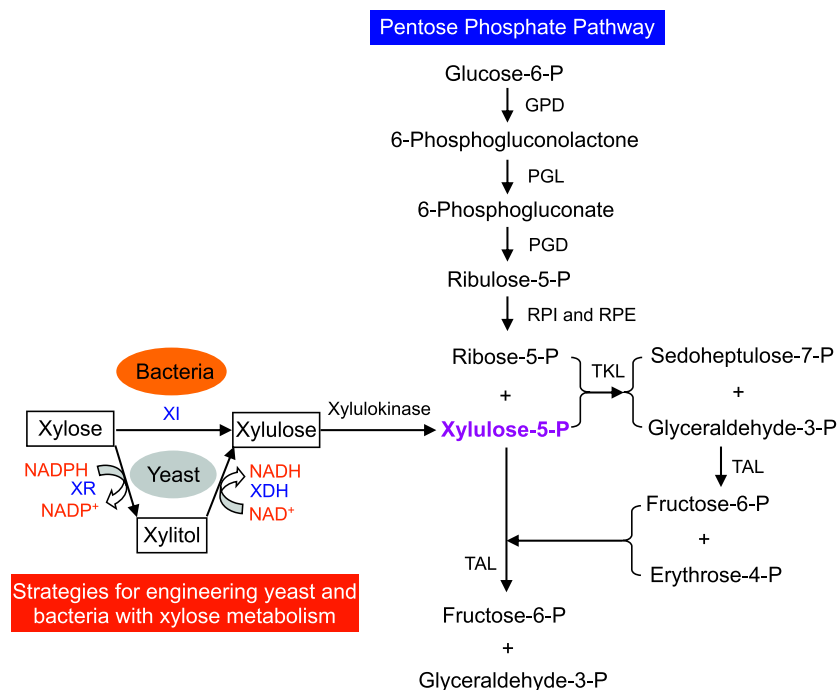 Pentose Phosphate Pathway
Glucose-6-P
GPD
6-Phosphogluconolactone
PGL
6-Phosphogluconate
PGD
Ribulose-5-P
RPI and RPE
Ribose-5-P
+
Xylulose-5-P
TKL
Sedoheptulose-7-P
+
Glyceraldehyde-3-P
TAL
Fructose-6-P
+
Erythrose-4-P
TAL
Fructose-6-P
+
Glyceraldehyde-3-P
Bacteria
Xylose
XI
Xylulose
Xylulokinase
Yeast
NADPH
XR
NADP+
NADH
XDH
NAD+
Xylitol
Strategies for engineering yeast and
bacteria with xylose metabolism